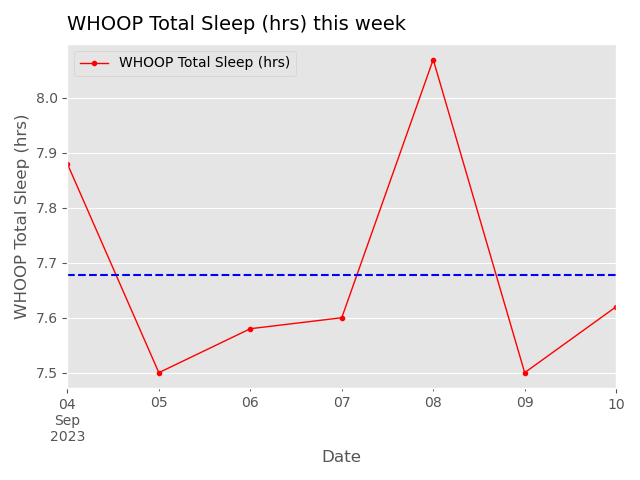 WHOOP Total Sleep (hrs) this week
WHOOP Total Sleep (hrs)
WHOOP Total Sleep (hrs)
8.0
7.9
7.8
7.7
7.6
7.5
04 05 06 07 08 09 10
Sep
2023
Date